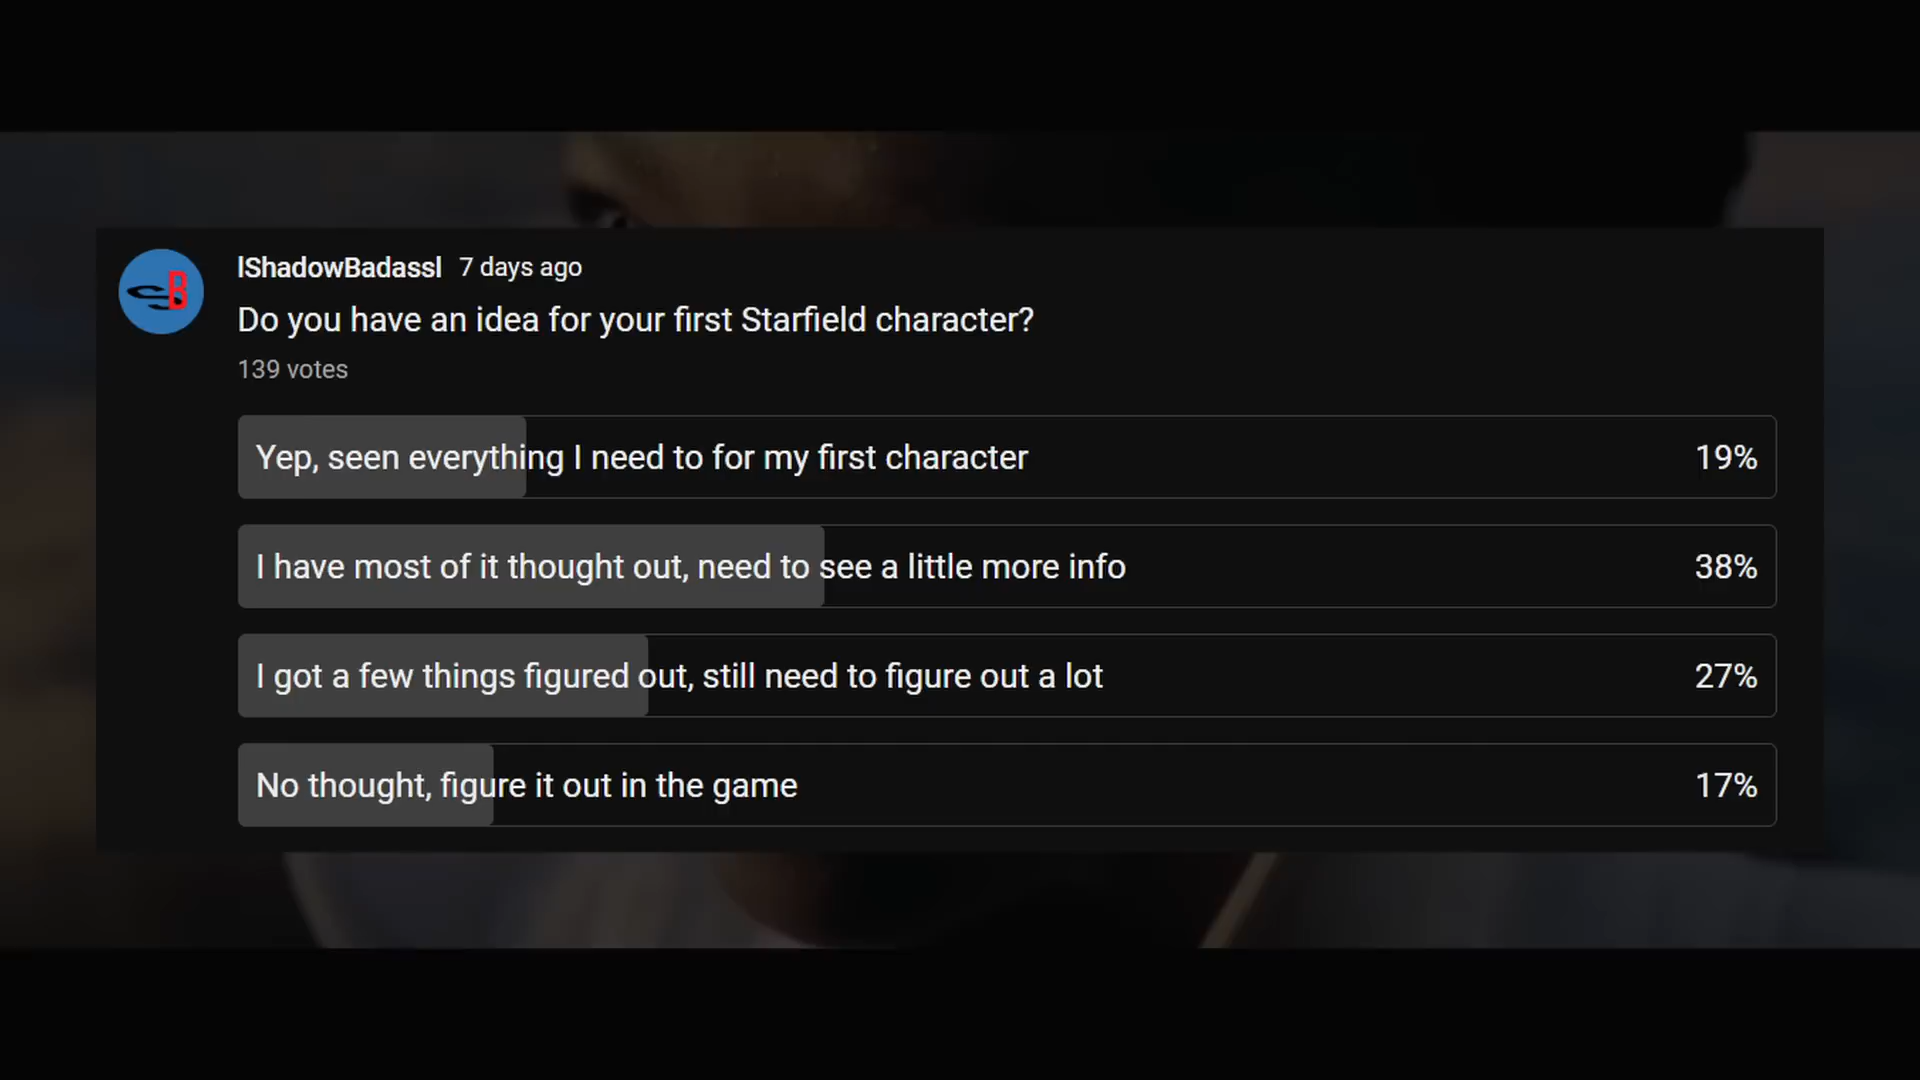 lShadowBadassl 7 days ago
Do you have an idea for your first Starfield character?
139 votes
Yep, seen everything I need to for my first character 19%
I have most of it thought out, need to see a little more info 38%
I got a few things figured out, still need to figure out a lot 27%
No thought, figure it out in the game 17%